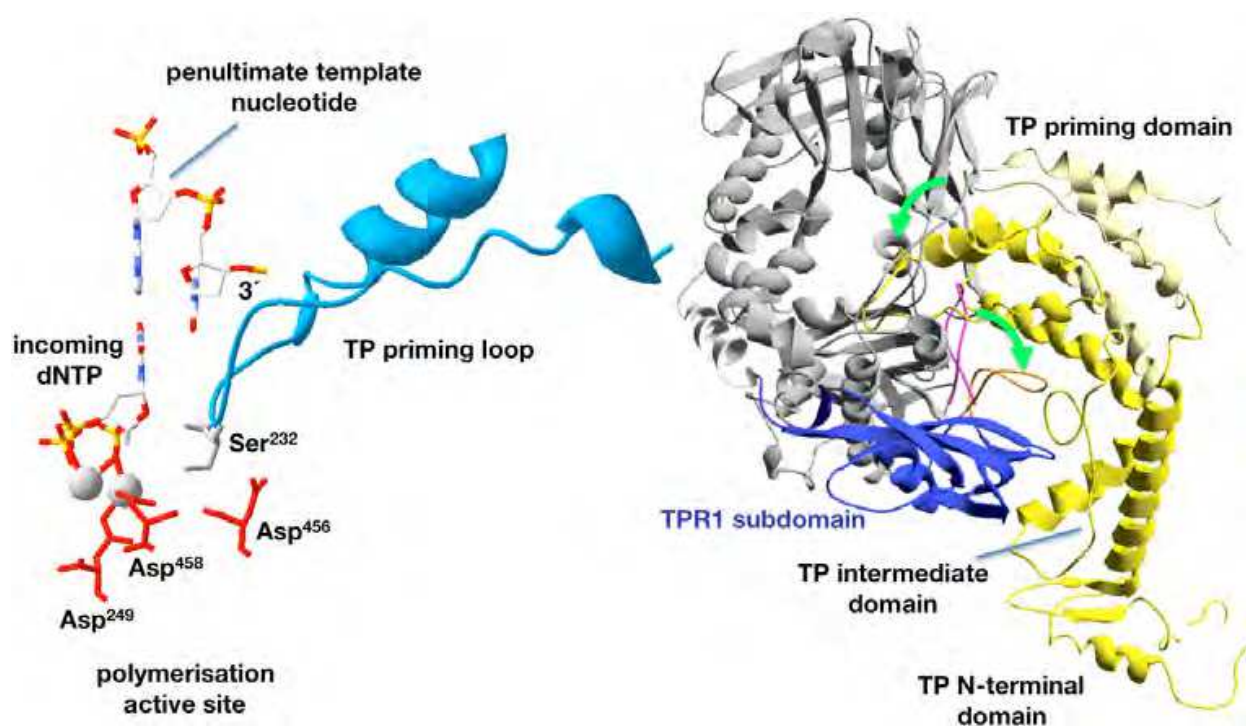 penultimate template
nucleotide
3´
TP priming loop
incoming
dNTP
Ser²³²
Asp⁴⁵⁶
Asp⁴⁵⁸
Asp²⁴⁹
polymerisation
active site
TP priming domain
TPR1 subdomain
TP intermediate
domain
TP N-terminal
domain